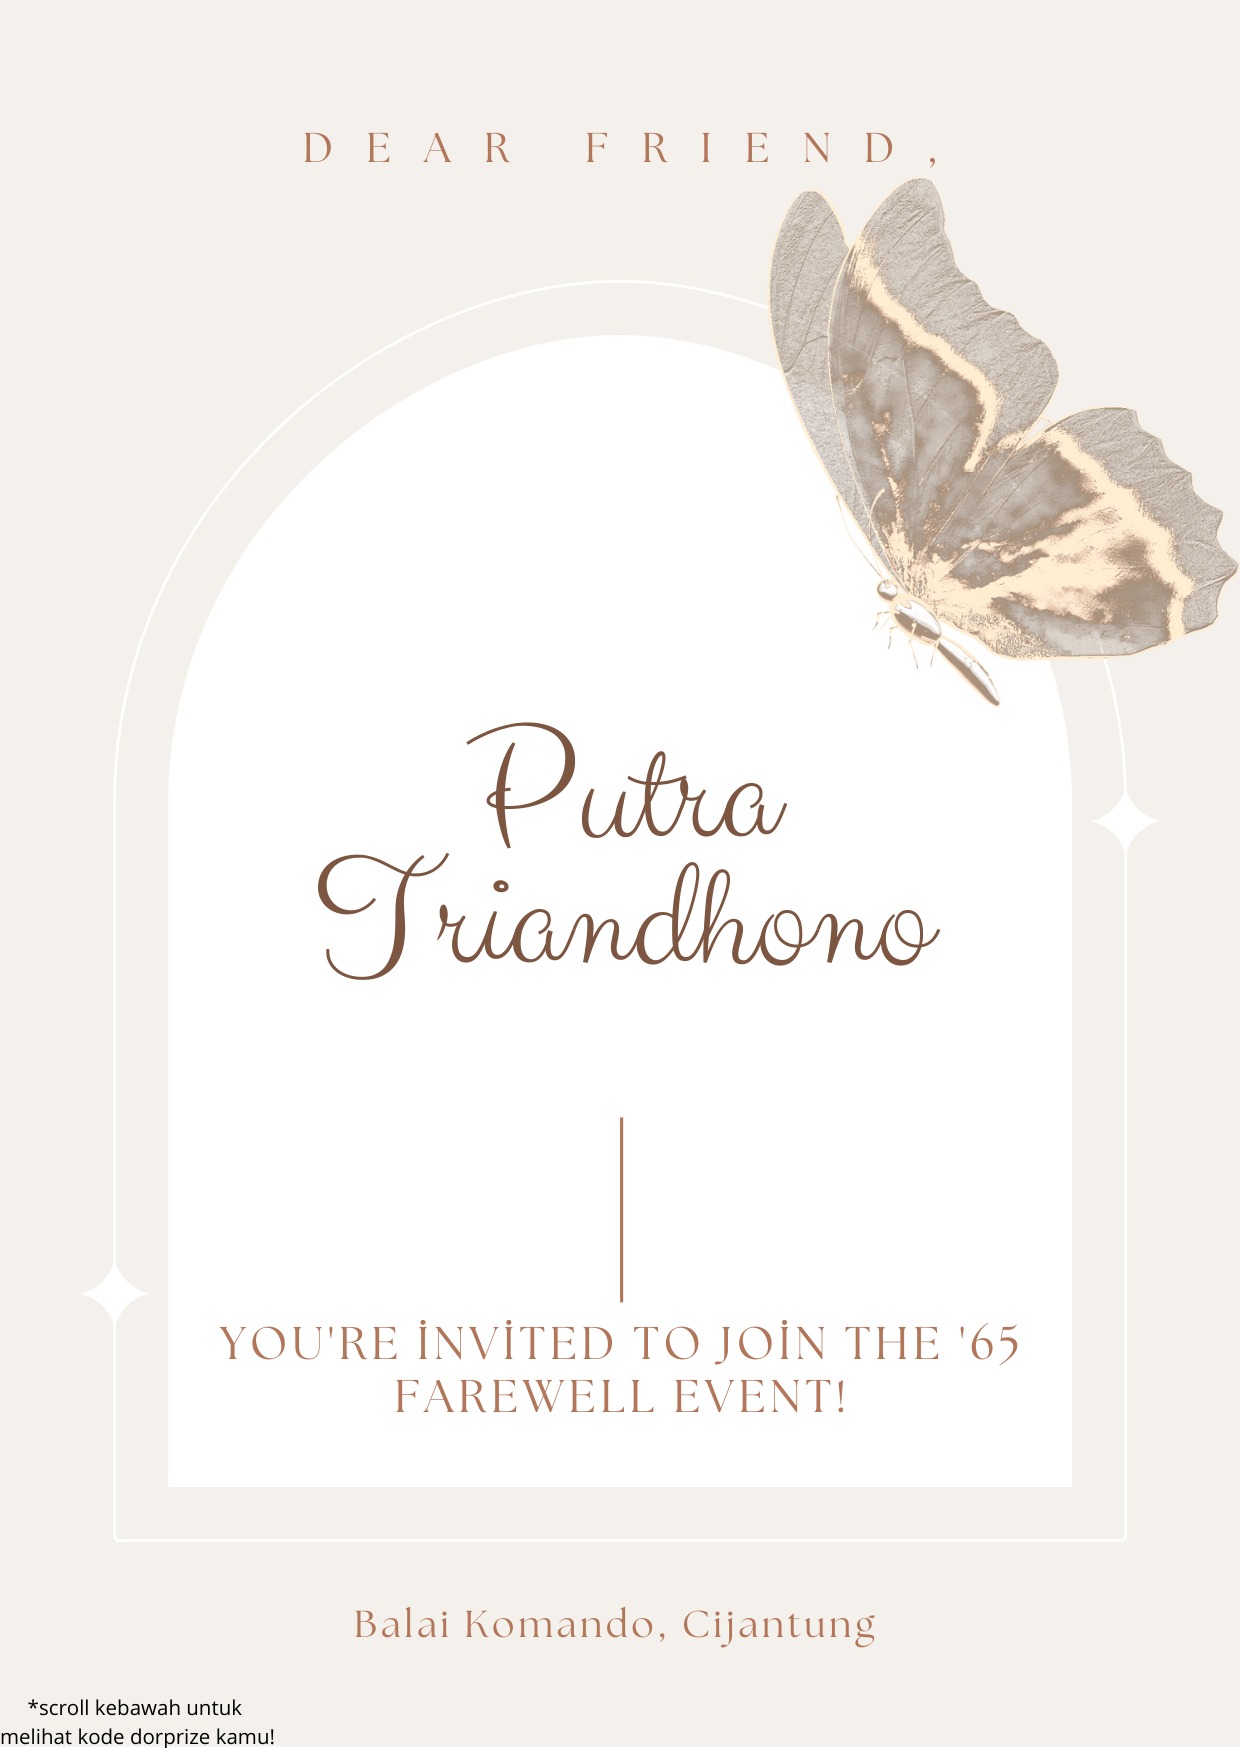 DEAR FRIEND,
Putra
Triandhono
YOU'RE İNVİTED TO JOİN THE '65
FAREWELL EVENT!
Balai Komando, Cijantung
*scroll kebawah untuk
melihat kode dorprize kamu!